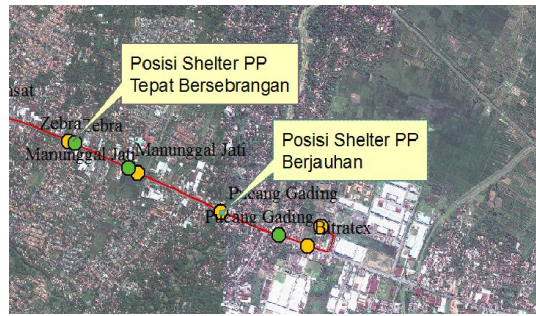 Posisi Shelter PP
Tepat Bersebrangan
nsat
Zebra
Zebra
Manunggal Jati
Manunggal Jati
Posisi Shelter PP
Berjauhan
Pucang Gading
Pucang Gading
Bitratex